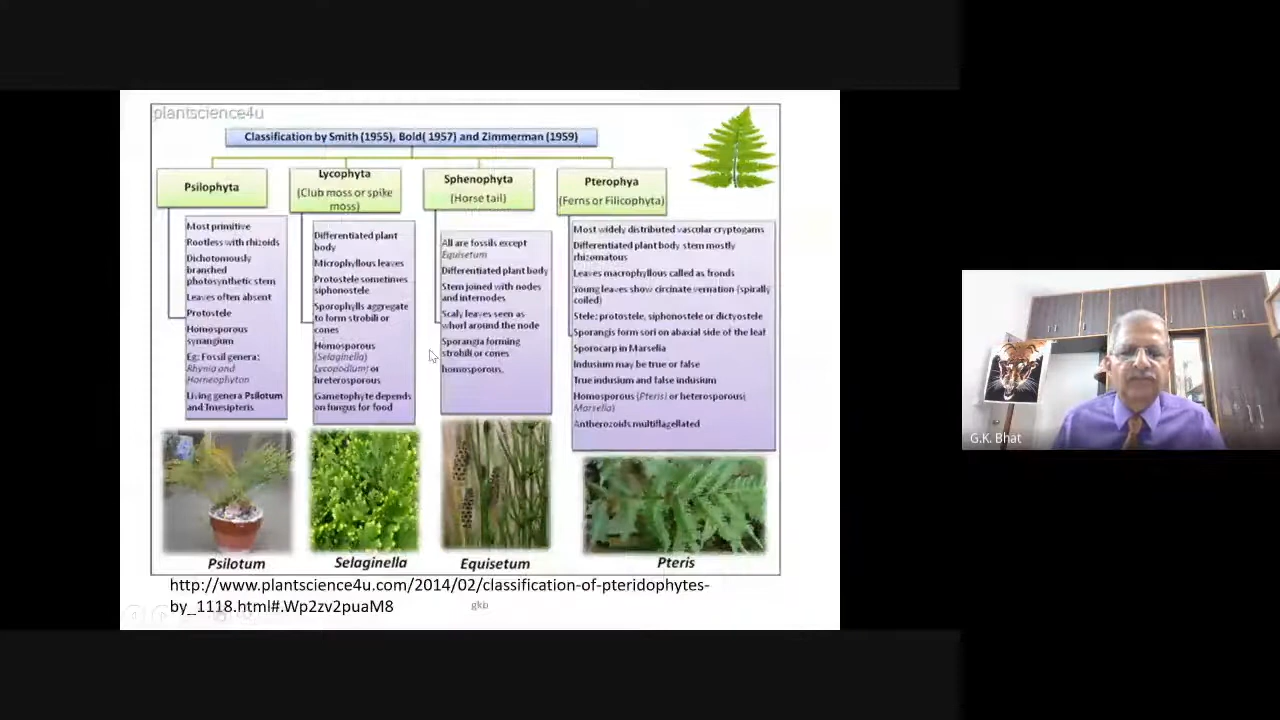 plantscience4u
Classification by Smith (1955), Bold( 1957) and Zimmerman (1959)
Psilophyta
Most primitive
Rootless with rhizoids
Dichotomously
branched
photosynthetic stem
Leaves often absent
Protostele
Homosporous
synangium
Eg: Fossil genera:
Rhynia and
Horneophyton
Living genera Psilotum
and Tmesipteris
Psilotum
Lycophyta
(Club moss or spike
moss)
Differentiated plant
body
Microphyllous leaves
Protostele sometimes
siphonostele
Sporophylls aggregate
to form strobili or
cones
Homosporous
(Selaginella)
Lycopodium) or
hreterosporous
Gametophyte depends
on fungus for food
Selaginella
Sphenophyta
(Horse tail)
All are fossils except
Equisetum
Differentiated plant body
Stem joined with nodes
and internodes
Scaly leaves seen as
whorl around the node
Sporangia forming
strobili or cones
homosporous.
Equisetum
Pterophya
(Ferns or Filicophyta)
Most widely distributed vascular cryptogams
Differentiated plant body stem mostly
rhizomatous
Leaves macrophyllous called as fronds
Young leaves show circinate vernation (spirally
coiled)
Stele: protostele, siphonostele or dictyostele
Sporangis form sori on abaxial side of the leaf
Sporocarp in Marselia
Indusium may be true or false
True indusium and false indusium
Homosporous (Pteris) or heterosporous(
Marselia)
Antherozoids multiflagellated
Pteris
http://www.plantscience4u.com/2014/02/classification-of-pteridophytes-
by_1118.html#.Wp2zv2puaM8
gkb
G.K. Bhat